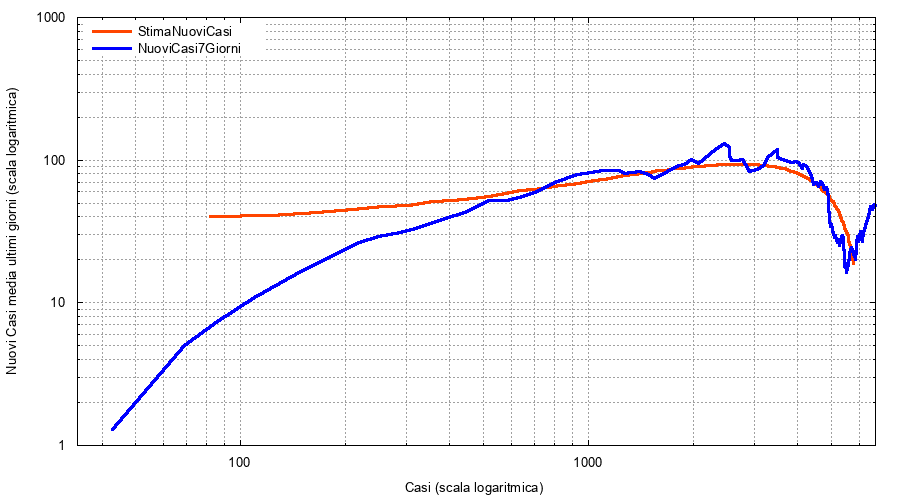 1000
StimaNuoviCasi
NuoviCasi7Giorni
100
10
1
100
1000
Nuovi Casi media ultimi giorni (scala logaritmica)
Casi (scala logaritmica)